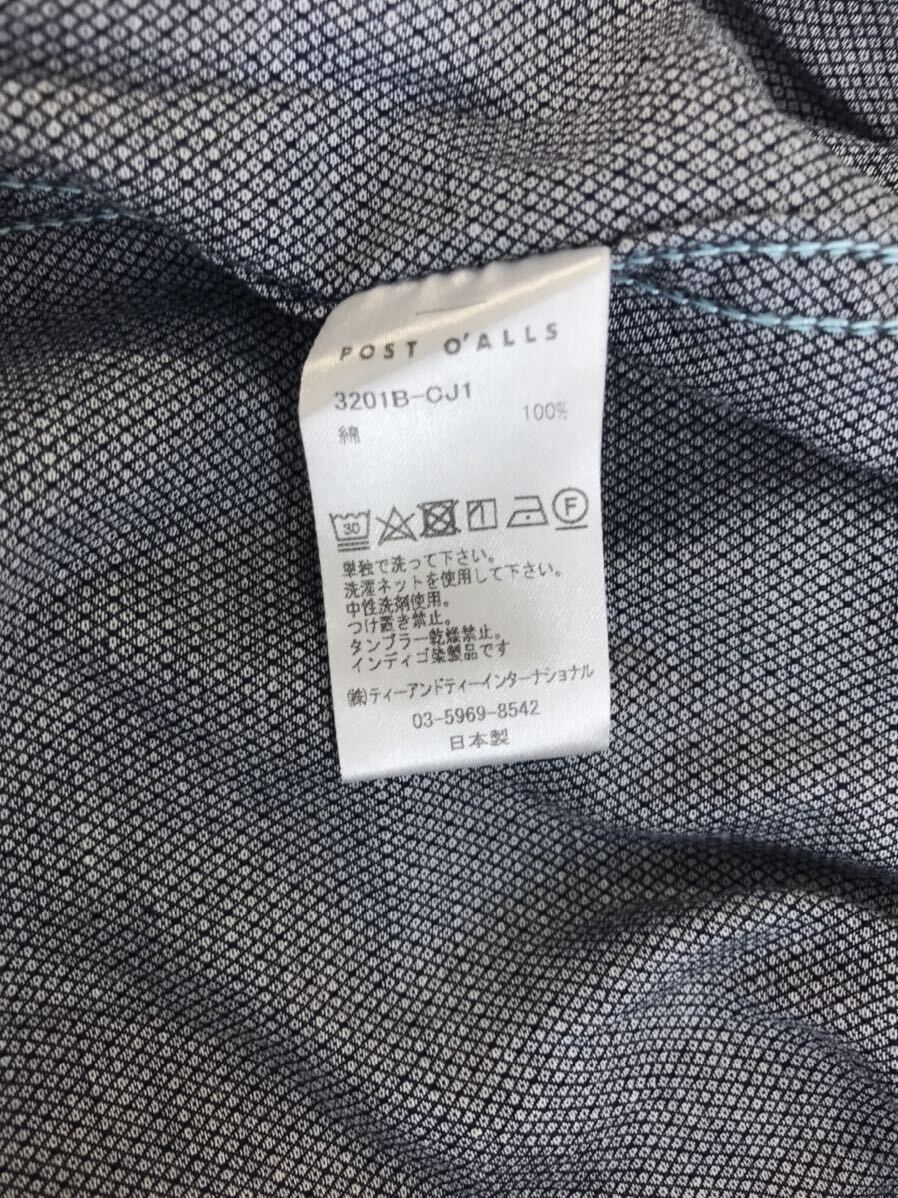 POST O'ALLS
3201B-CJ1
綿 100%
30 F
単独で洗って下さい。
洗濯ネットを使用して下さい。
中性洗剤使用。
つけ置き禁止。
タンブラー乾燥禁止。
インディゴ染製品です
㈱ティーアンドティーインターナショナル
03-5969-8542
日本製